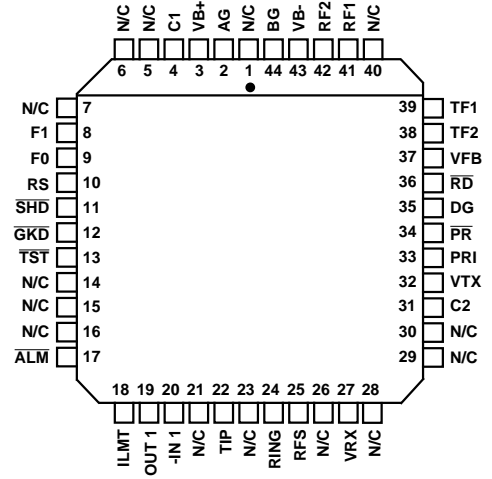 N/C N/C C1 VB+ AG N/C BG VB- RF2 RF1 N/C
6 5 4 3 2 1 44 43 42 41 40
N/C 7
F1 8
F0 9
RS 10
SHD 11
GKD 12
TST 13
N/C 14
N/C 15
N/C 16
ALM 17
39 TF1
38 TF2
37 VFB
36 RD
35 DG
34 PR
33 PRI
32 VTX
31 C2
30 N/C
29 N/C
18 19 20 21 22 23 24 25 26 27 28
ILMT OUT 1 -IN 1 N/C TIP N/C RING RFS N/C VRX N/C